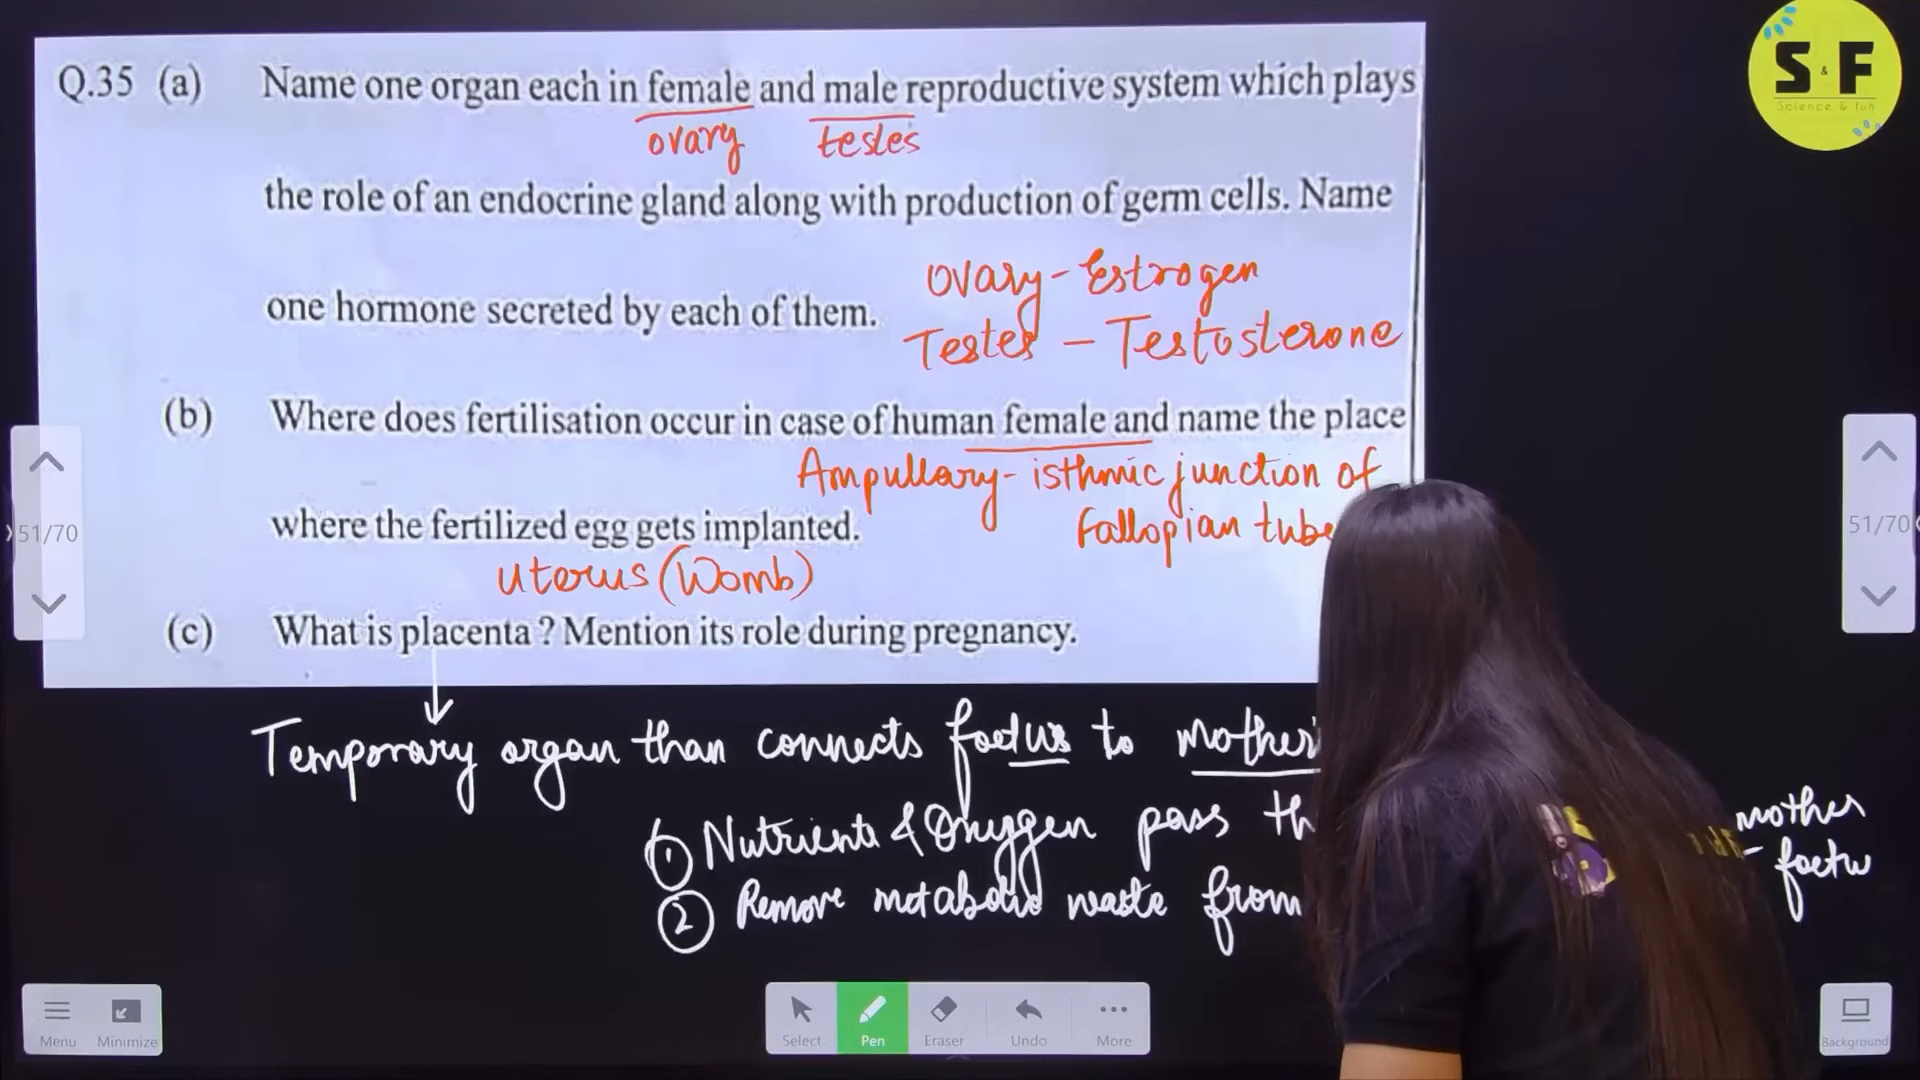 Q.35 (a) Name one organ each in female and male reproductive system which plays
ovary testes
the role of an endocrine gland along with production of germ cells. Name
Ovary - Estrogen
one hormone secreted by each of them.
Testes - Testosterone
(b) Where does fertilisation occur in case of human female and name the place
Ampullary - isthmic junction of
where the fertilized egg gets implanted.
Fallopian tube
Uterus (Womb)
(c) What is placenta ? Mention its role during pregnancy.
Temporary organ than connects foetus to mother
① Nutrients & Oxygen pass th mother
- foetu
② Remove metabolic waste from
S & F
Science & fun
51/70
51/70
Menu Minimize
Select Pen Eraser Undo More
Background